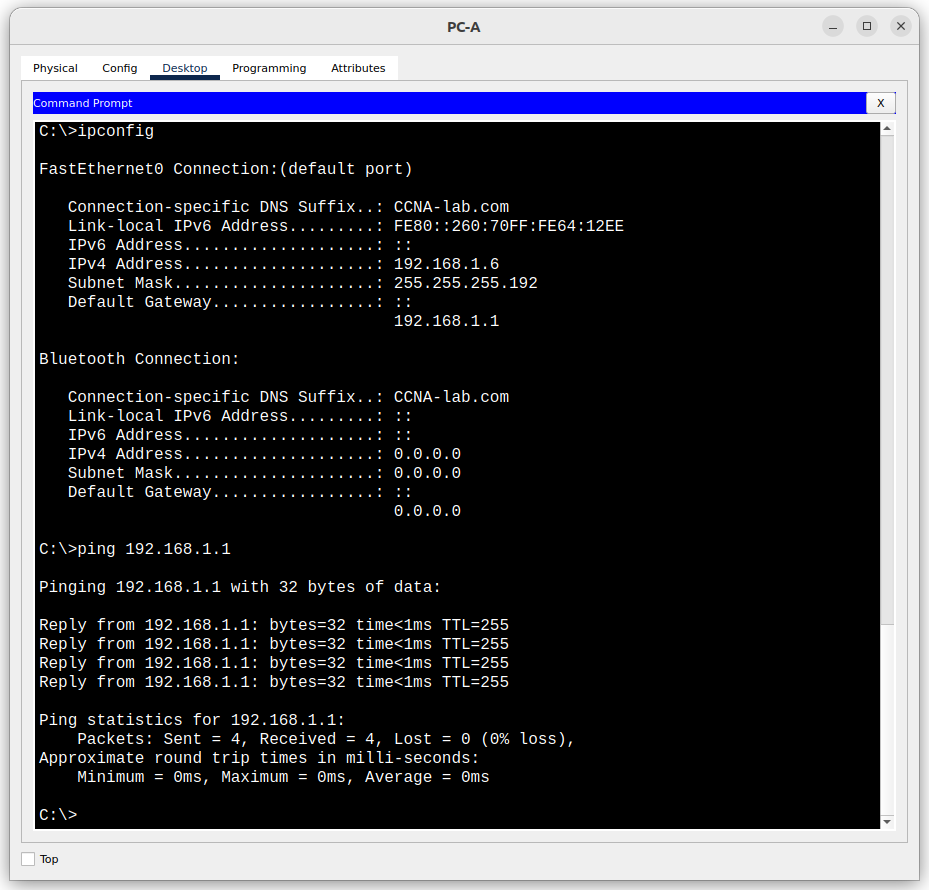 PC-A
Physical Config Desktop Programming Attributes
Command Prompt X
C:\>ipconfig
FastEthernet0 Connection:(default port)
Connection-specific DNS Suffix..: CCNA-lab.com
Link-local IPv6 Address.........: FE80::260:70FF:FE64:12EE
IPv6 Address....................: ::
IPv4 Address....................: 192.168.1.6
Subnet Mask.....................: 255.255.255.192
Default Gateway.................: ::
192.168.1.1
Bluetooth Connection:
Connection-specific DNS Suffix..: CCNA-lab.com
Link-local IPv6 Address.........: ::
IPv6 Address....................: ::
IPv4 Address....................: 0.0.0.0
Subnet Mask.....................: 0.0.0.0
Default Gateway.................: ::
0.0.0.0
C:\>ping 192.168.1.1
Pinging 192.168.1.1 with 32 bytes of data:
Reply from 192.168.1.1: bytes=32 time<1ms TTL=255
Reply from 192.168.1.1: bytes=32 time<1ms TTL=255
Reply from 192.168.1.1: bytes=32 time<1ms TTL=255
Reply from 192.168.1.1: bytes=32 time<1ms TTL=255
Ping statistics for 192.168.1.1:
Packets: Sent = 4, Received = 4, Lost = 0 (0% loss),
Approximate round trip times in milli-seconds:
Minimum = 0ms, Maximum = 0ms, Average = 0ms
C:\>
Top